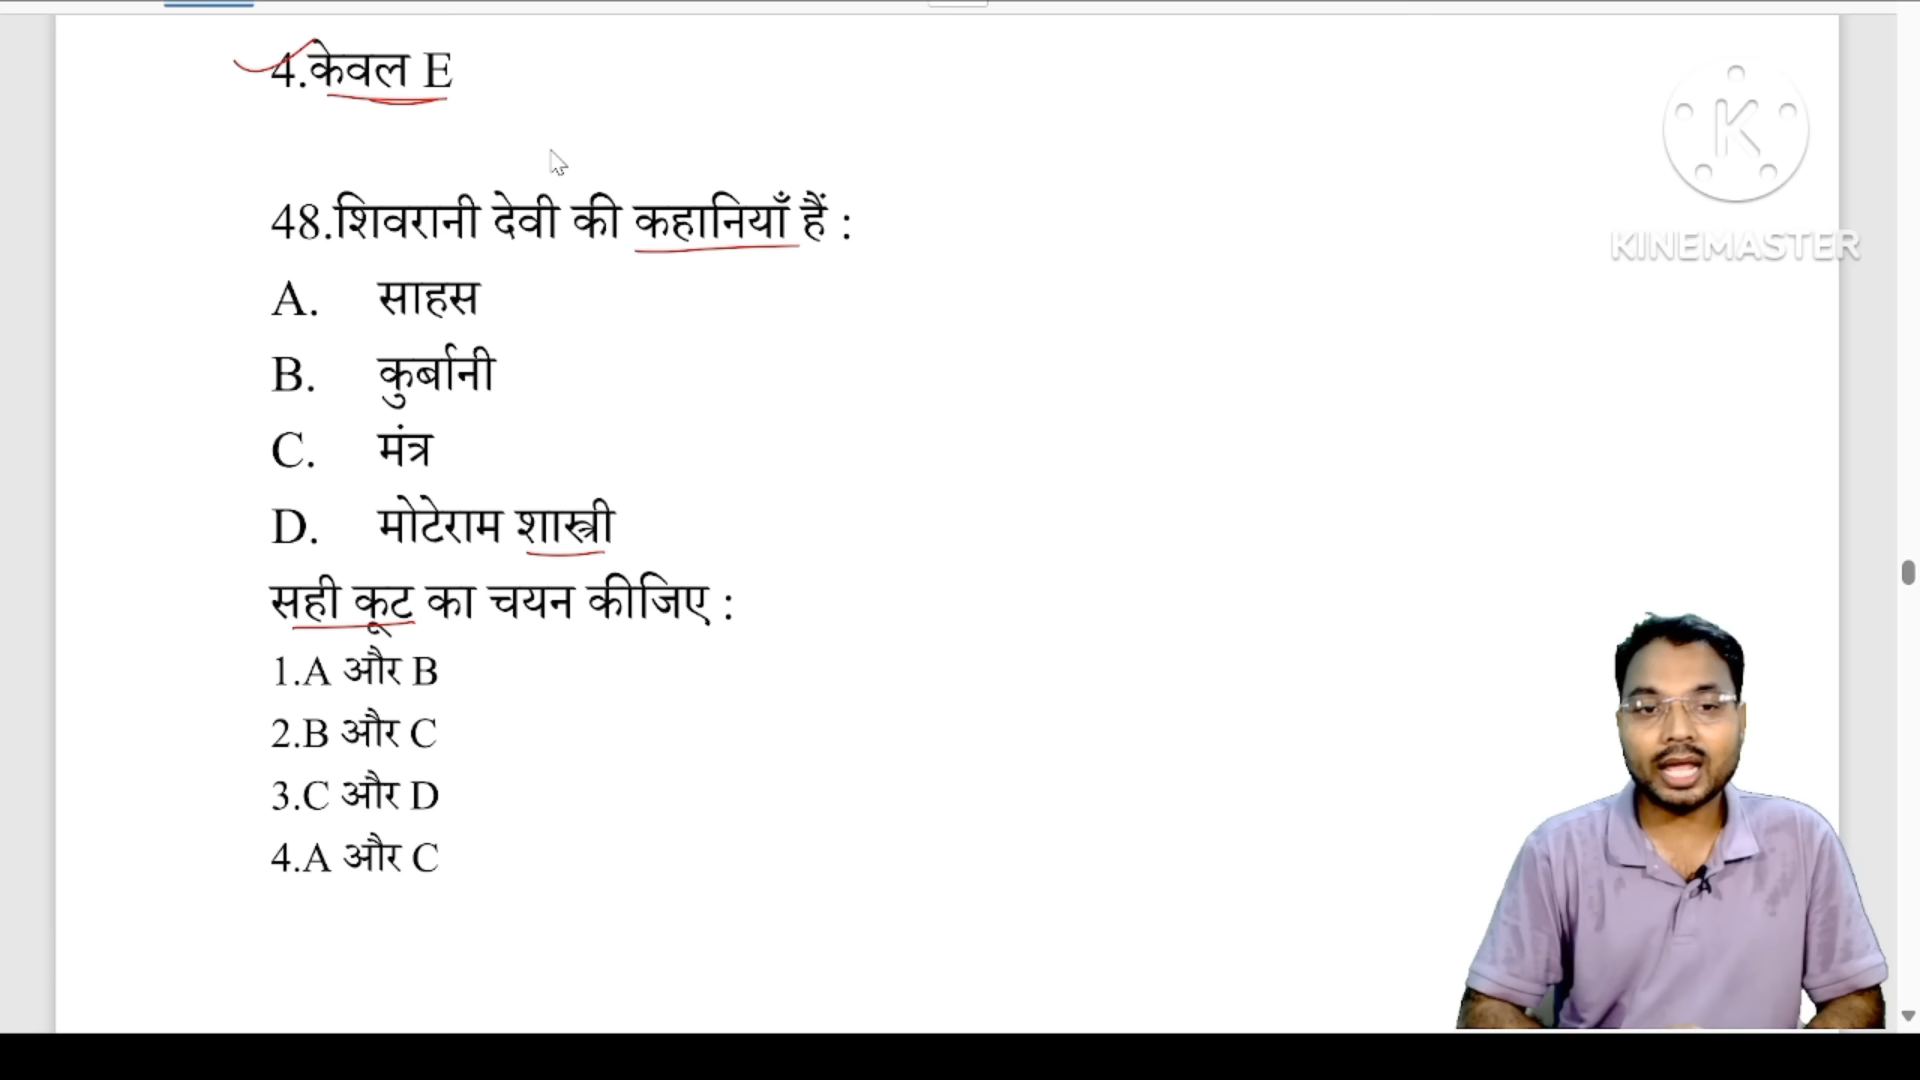 4.केवल E
K
KINEMASTER
48.शिवरानी देवी की कहानियाँ हैं :
A. साहस
B. कुर्बानी
C. मंत्र
D. मोटेराम शास्त्री
सही कूट का चयन कीजिए :
1.A और B
2.B और C
3.C और D
4.A और C